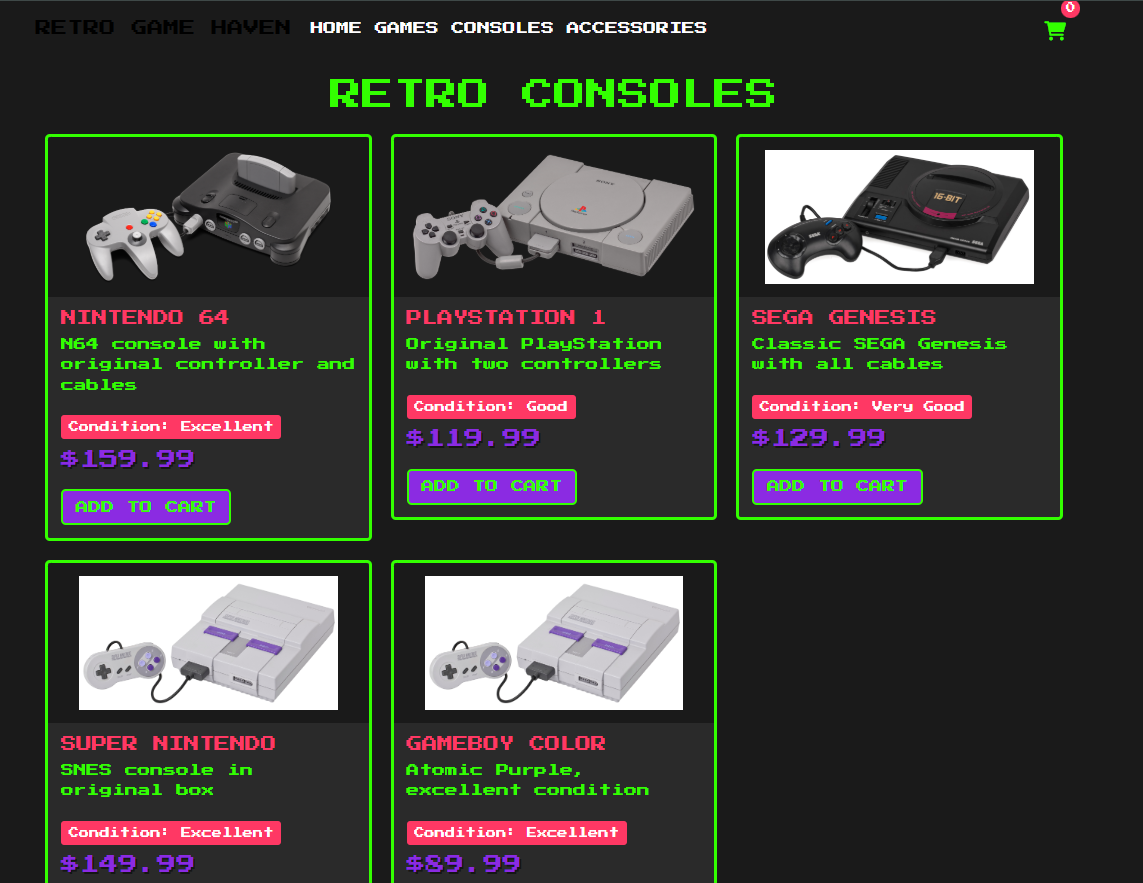 RETRO GAME HAVEN HOME GAMES CONSOLES ACCESSORIES 0
RETRO CONSOLES
NINTENDO 64
N64 console with
original controller and
cables
Condition: Excellent
$159.99
ADD TO CART
PLAYSTATION 1
Original PlayStation
with two controllers
Condition: Good
$119.99
ADD TO CART
16-BIT
SEGA GENESIS
Classic SEGA Genesis
with all cables
Condition: Very Good
$129.99
ADD TO CART
SUPER NINTENDO
SNES console in
original box
Condition: Excellent
$149.99
GAMEBOY COLOR
Atomic Purple,
excellent condition
Condition: Excellent
$89.99